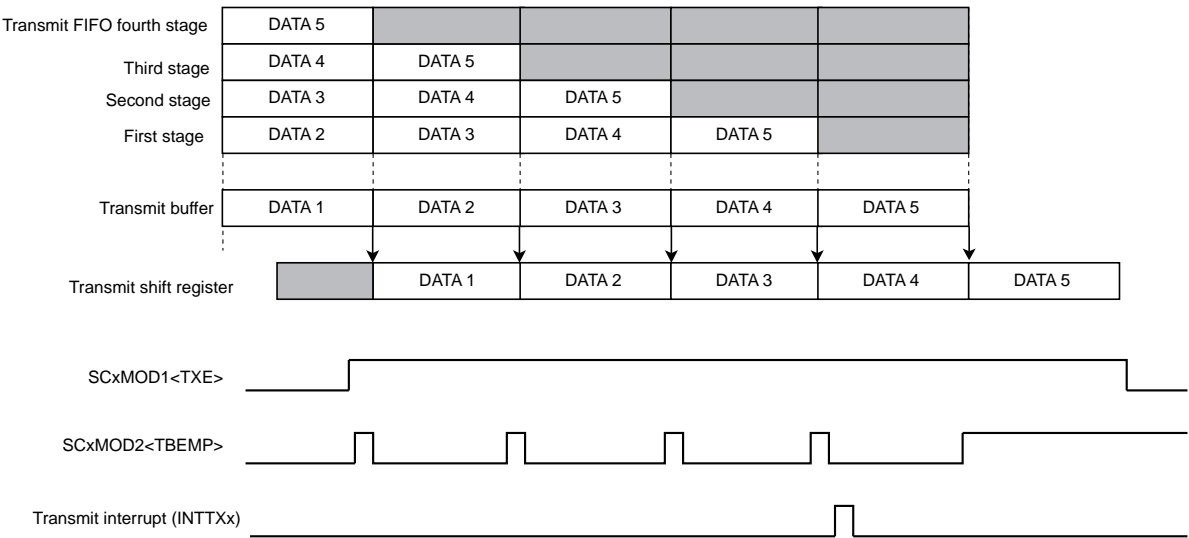 Transmit FIFO fourth stage DATA 5
Third stage DATA 4 DATA 5
Second stage DATA 3 DATA 4 DATA 5
First stage DATA 2 DATA 3 DATA 4 DATA 5
Transmit buffer DATA 1 DATA 2 DATA 3 DATA 4 DATA 5
Transmit shift register DATA 1 DATA 2 DATA 3 DATA 4 DATA 5
SCxMOD1<TXE>
SCxMOD2<TBEMP>
Transmit interrupt (INTTXx)